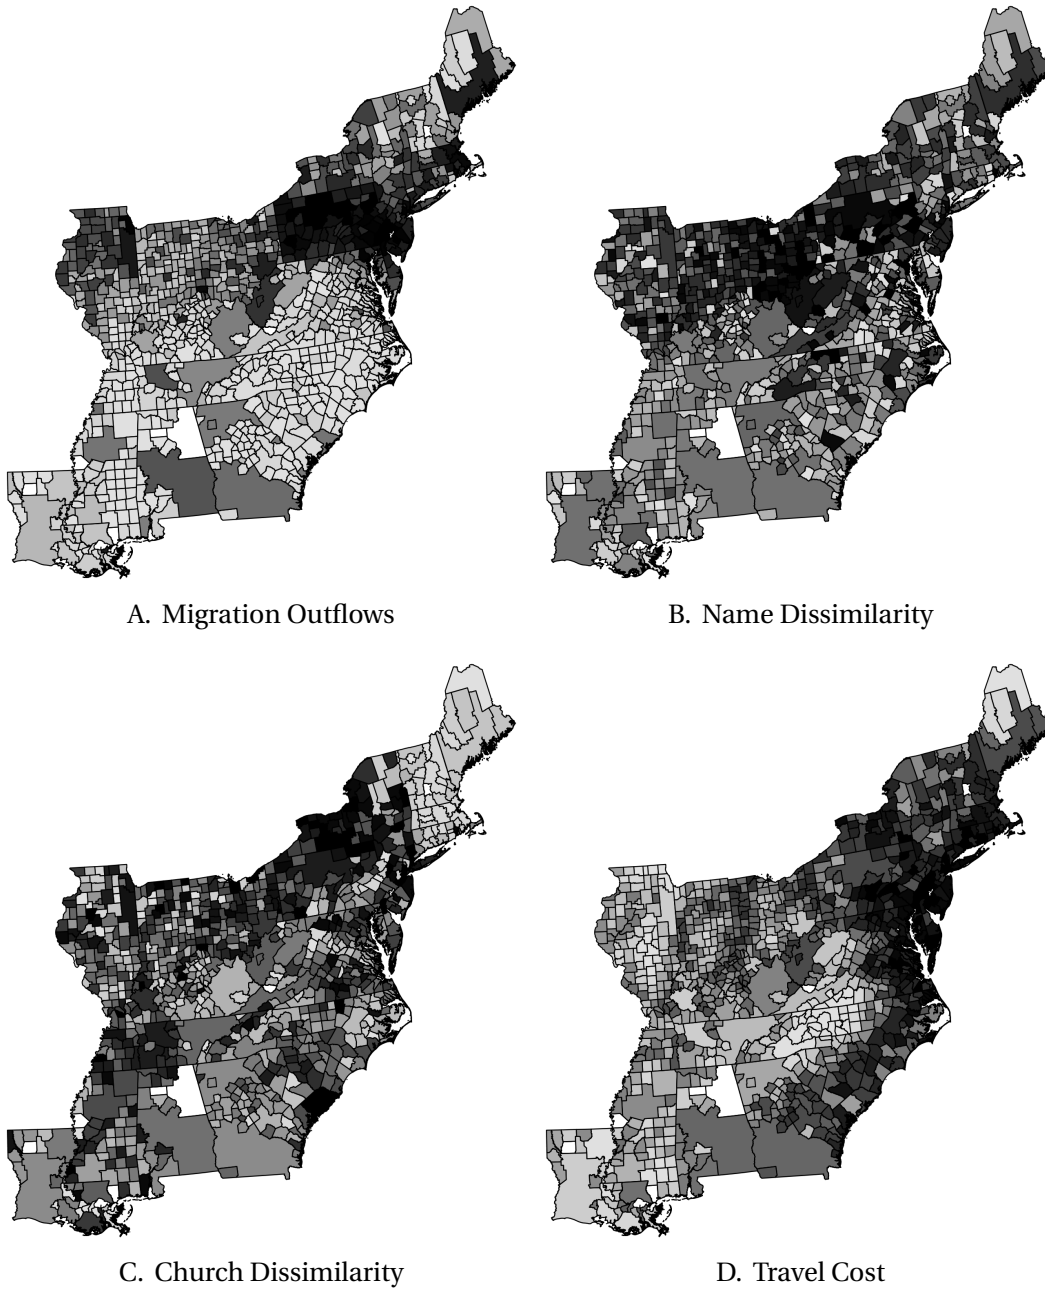 A. Migration Outflows
B. Name Dissimilarity
C. Church Dissimilarity
D. Travel Cost